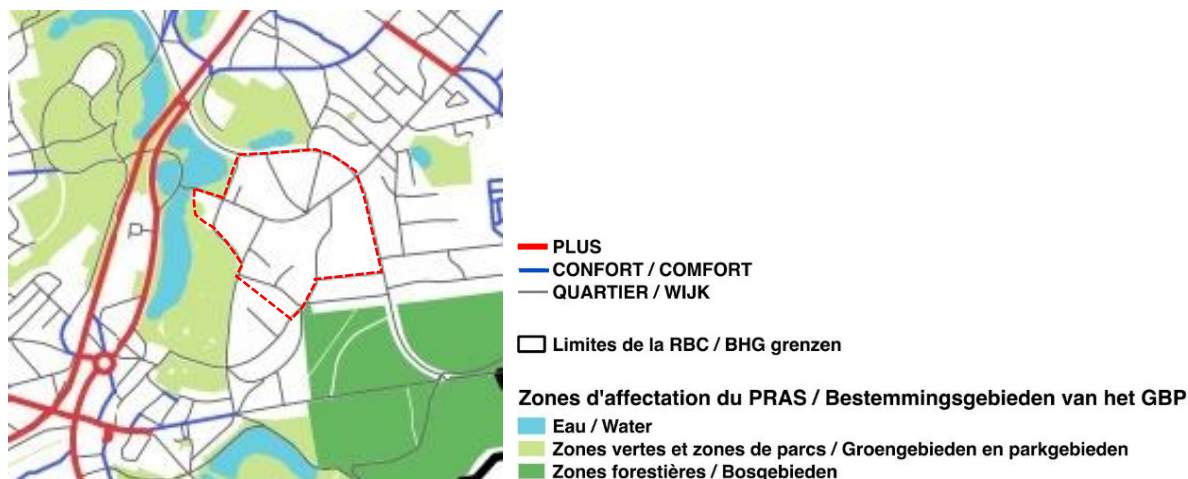 PLUS
CONFORT / COMFORT
QUARTIER / WIJK
Limites de la RBC / BHG grenzen
Zones d'affectation du PRAS / Bestemmingsgebieden van het GBP
Eau / Water
Zones vertes et zones de parcs / Groengebieden en parkgebieden
Zones forestières / Bosgebieden